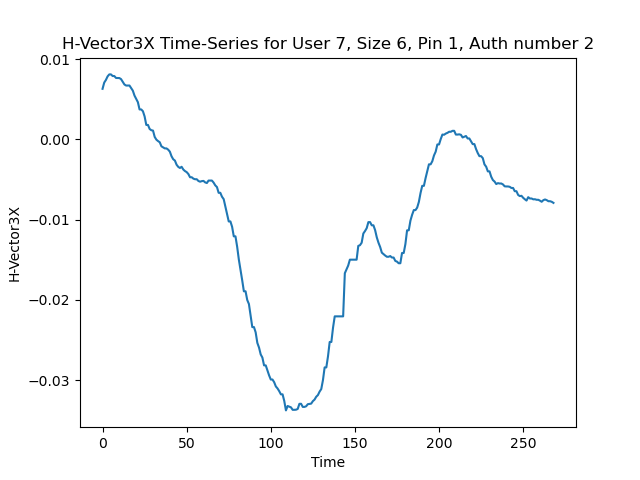 H-Vector3X Time-Series for User 7, Size 6, Pin 1, Auth number 2
0.01
0.00
−0.01
−0.02
−0.03
H-Vector3X
0 50 100 150 200 250
Time